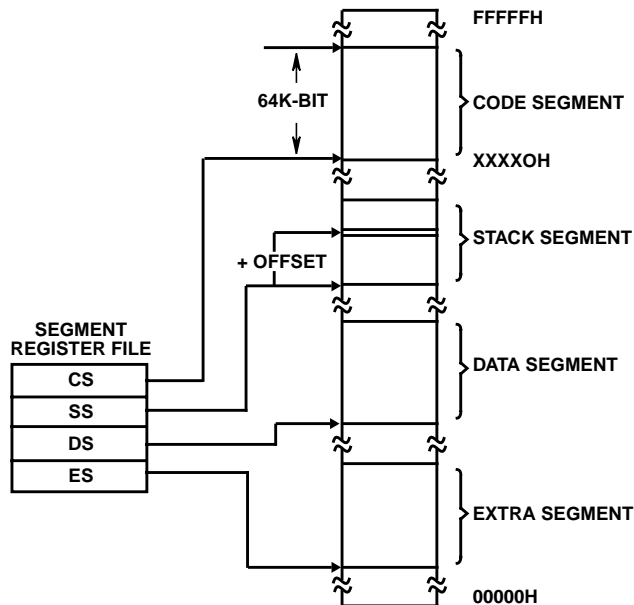 FFFFFH
64K-BIT
CODE SEGMENT
XXXXOH
STACK SEGMENT
+ OFFSET
SEGMENT
REGISTER FILE
CS
SS
DS
ES
DATA SEGMENT
EXTRA SEGMENT
00000H